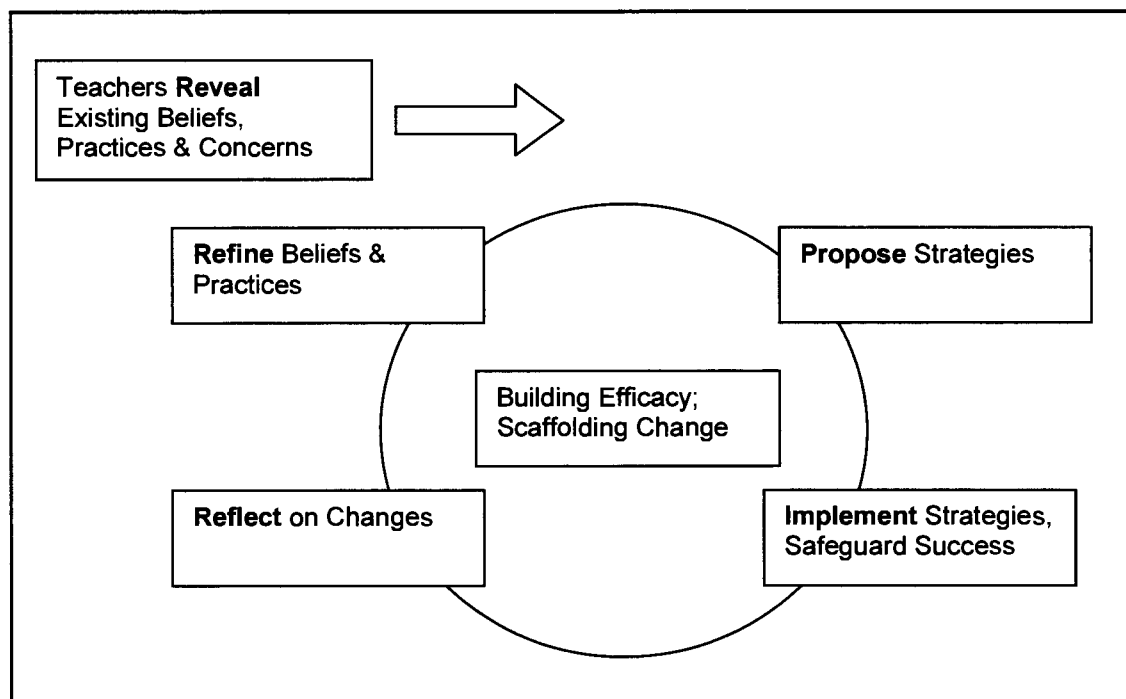 Teachers Reveal
Existing Beliefs,
Practices & Concerns
Refine Beliefs &
Practices
Propose Strategies
Building Efficacy;
Scaffolding Change
Reflect on Changes
Implement Strategies,
Safeguard Success